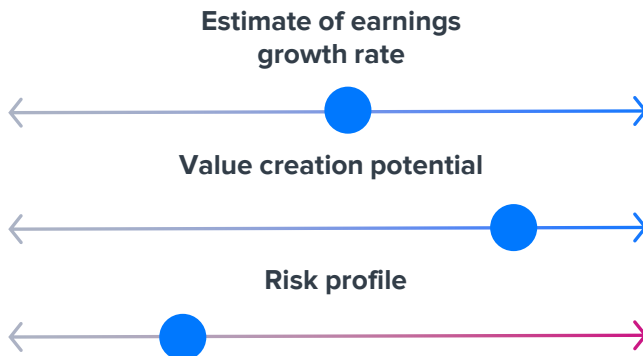 Estimate of earnings
growth rate
Value creation potential
Risk profile